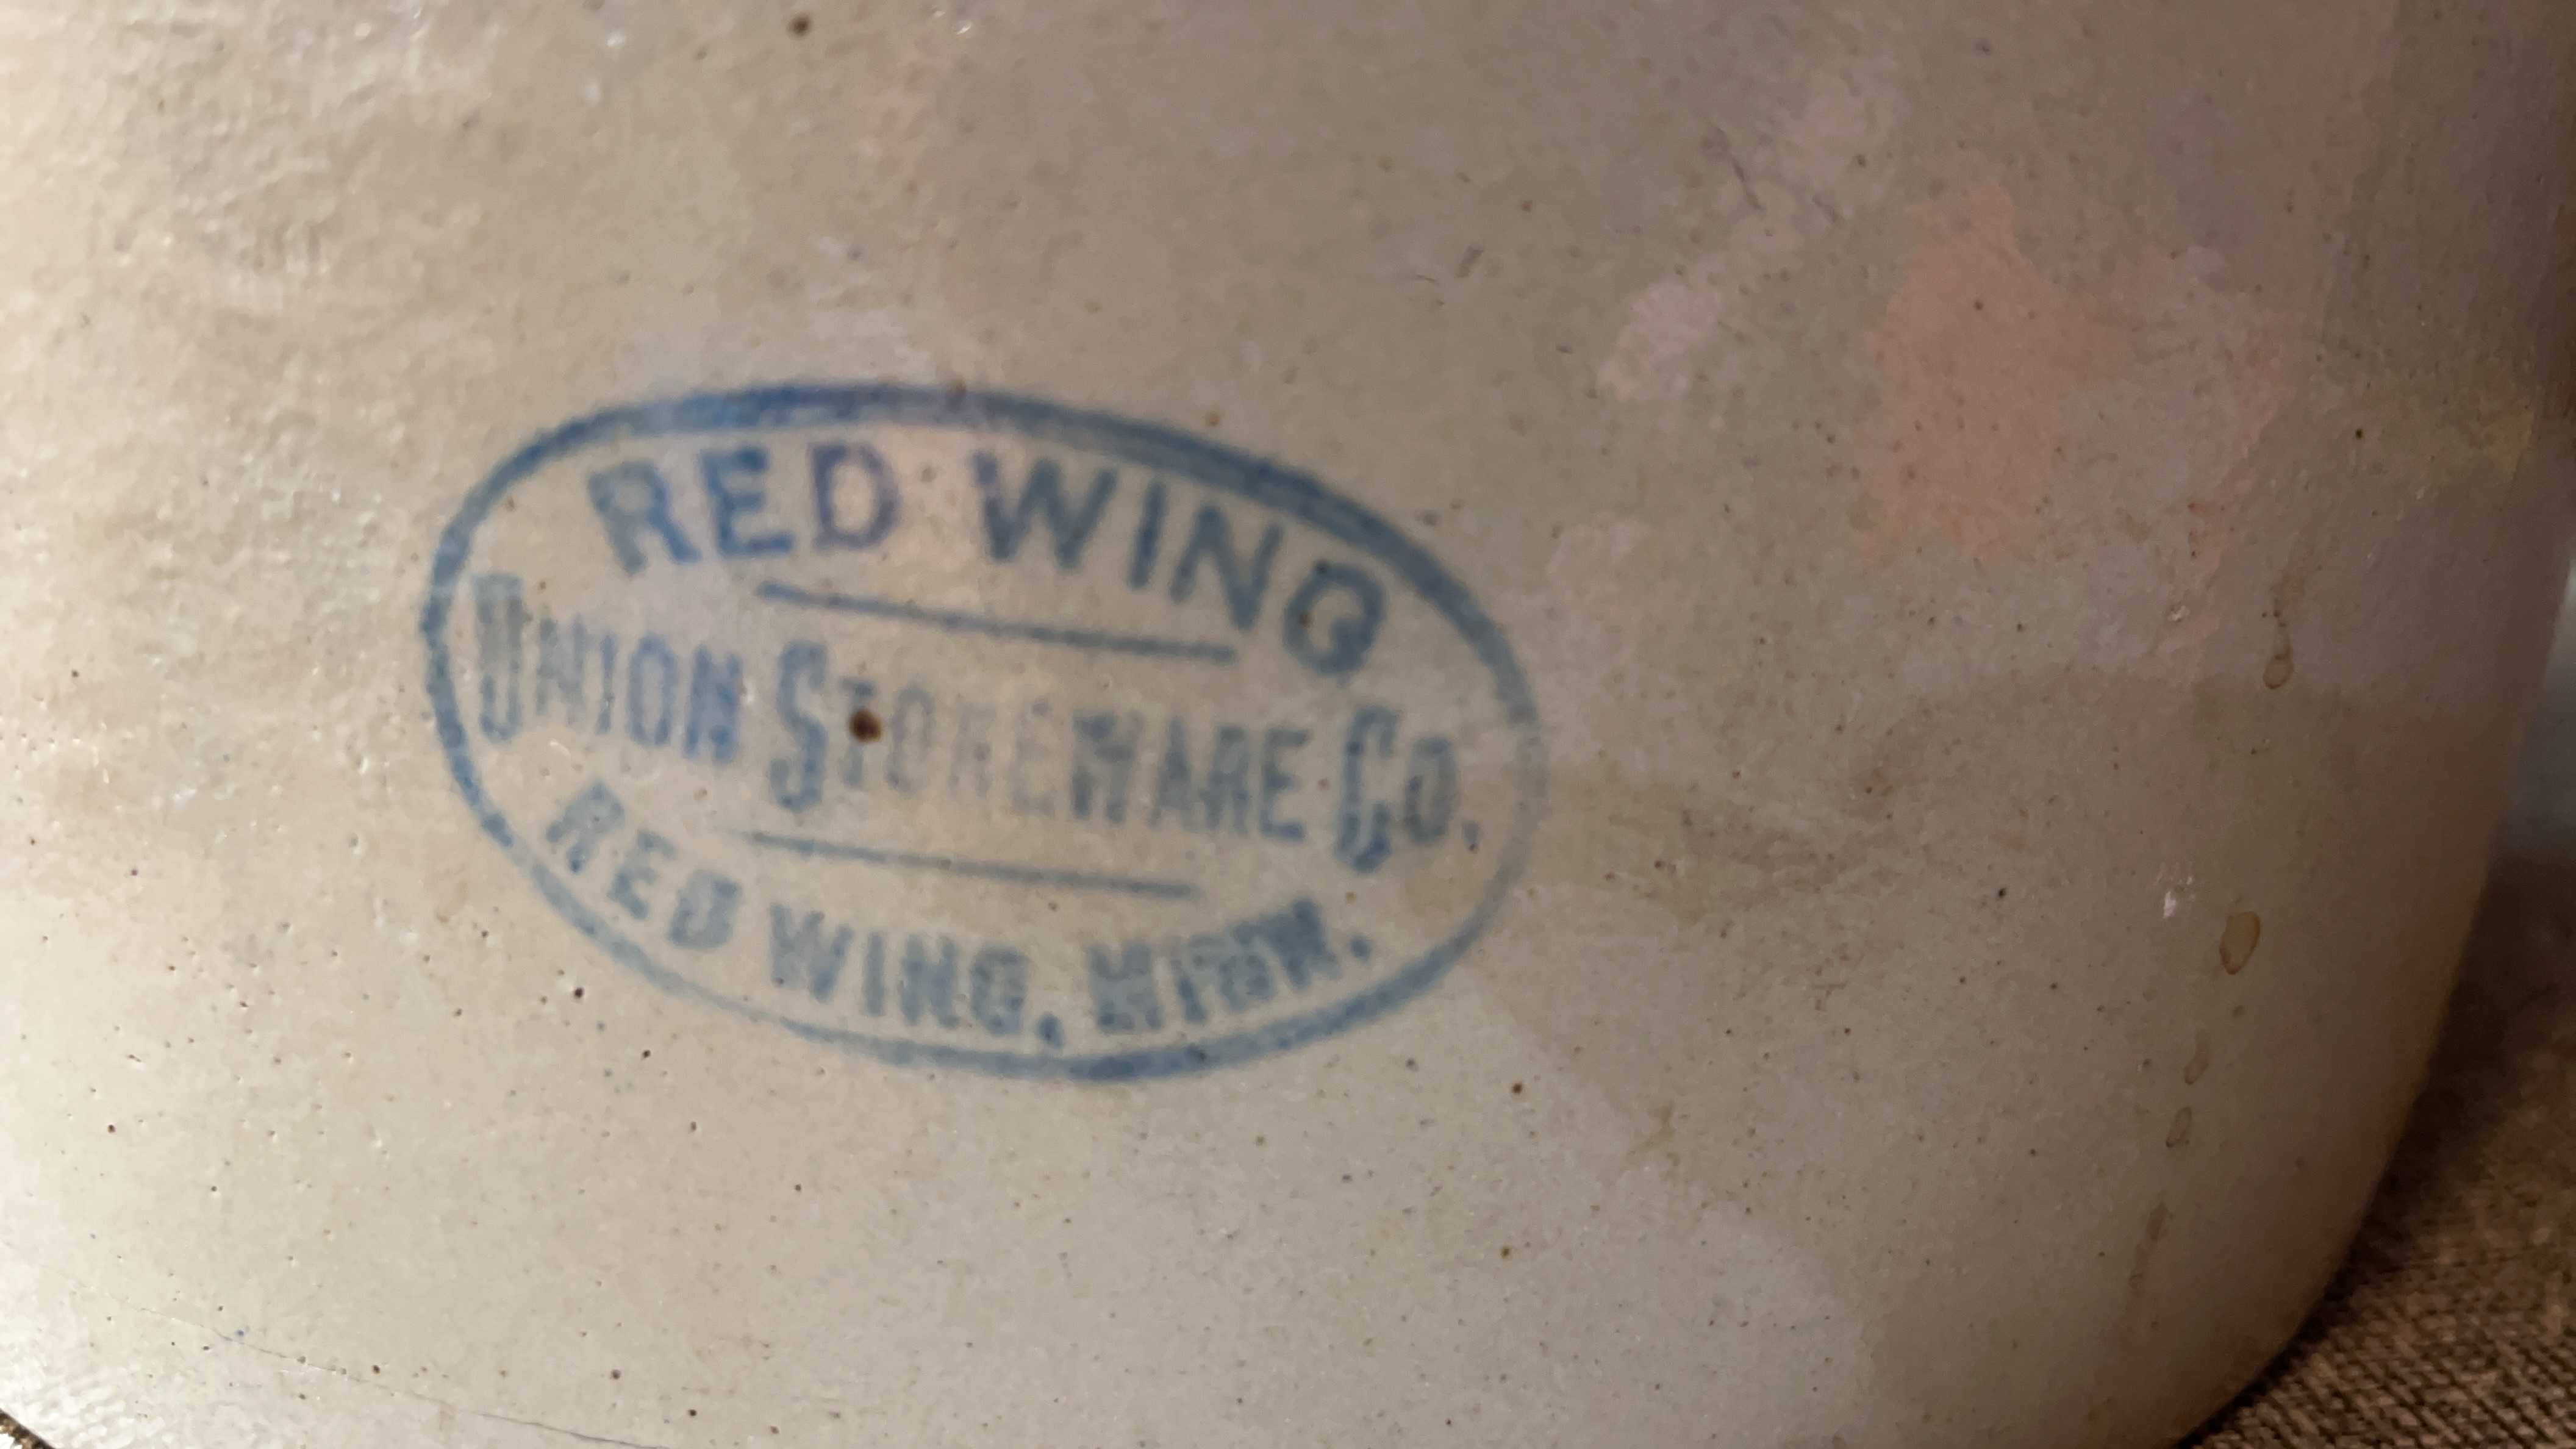 RED WING
UNION STONEWARE CO.
RED WING, MINN.